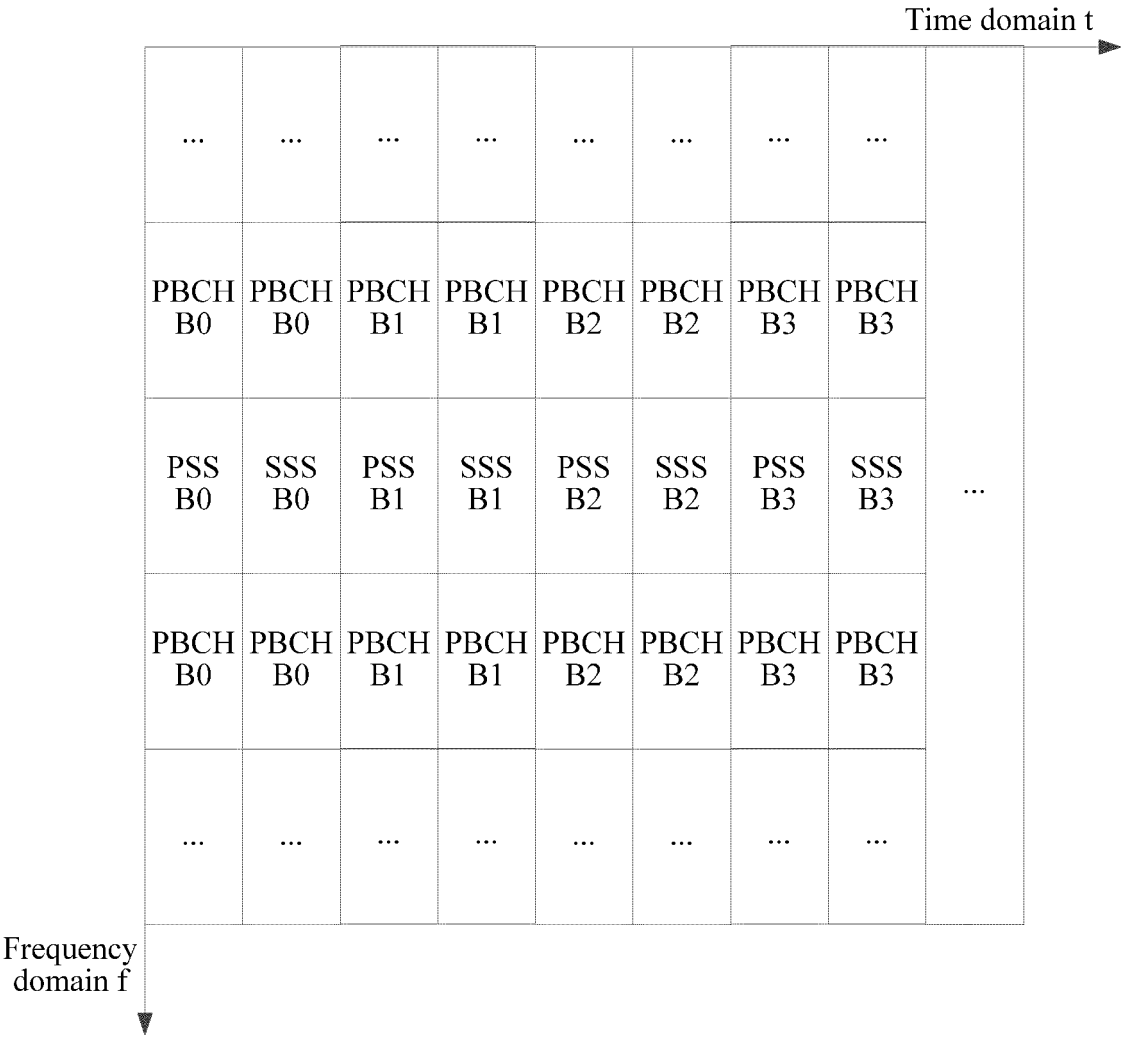 Time domain t
... ... ... ... ... ... ... ...
PBCH PBCH PBCH PBCH PBCH PBCH PBCH PBCH
B0 B0 B1 B1 B2 B2 B3 B3
PSS SSS PSS SSS PSS SSS PSS SSS
B0 B0 B1 B1 B2 B2 B3 B3
...
PBCH PBCH PBCH PBCH PBCH PBCH PBCH PBCH
B0 B0 B1 B1 B2 B2 B3 B3
... ... ... ... ... ... ... ...
Frequency
domain f